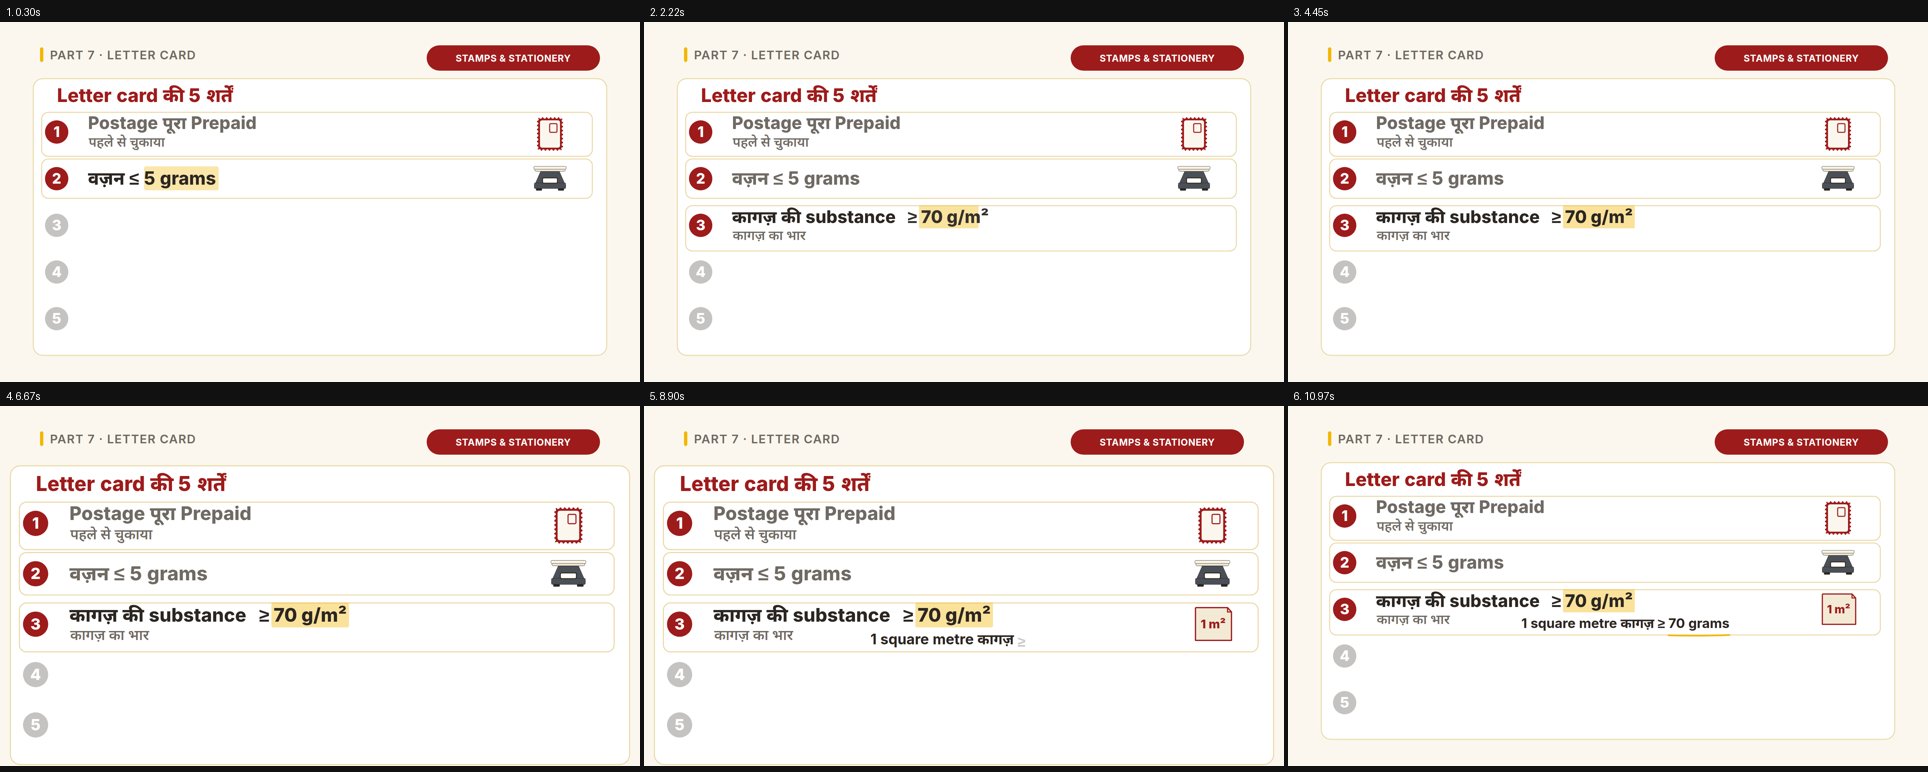 1. 0.30s
PART 7 · LETTER CARD
STAMPS & STATIONERY
Letter card की 5 शर्तें
1
Postage पूरा Prepaid
पहले से चुकाया
2
वज़न ≤ 5 grams
3
4
5
2. 2.22s
PART 7 · LETTER CARD
STAMPS & STATIONERY
Letter card की 5 शर्तें
1
Postage पूरा Prepaid
पहले से चुकाया
2
वज़न ≤ 5 grams
3
कागज़ की substance ≥ 70 g/m²
कागज़ का भार
4
5
3. 4.45s
PART 7 · LETTER CARD
STAMPS & STATIONERY
Letter card की 5 शर्तें
1
Postage पूरा Prepaid
पहले से चुकाया
2
वज़न ≤ 5 grams
3
कागज़ की substance ≥ 70 g/m²
कागज़ का भार
4
5
4. 6.67s
PART 7 · LETTER CARD
STAMPS & STATIONERY
Letter card की 5 शर्तें
1
Postage पूरा Prepaid
पहले से चुकाया
2
वज़न ≤ 5 grams
3
कागज़ की substance ≥ 70 g/m²
कागज़ का भार
4
5
5. 8.90s
PART 7 · LETTER CARD
STAMPS & STATIONERY
Letter card की 5 शर्तें
1
Postage पूरा Prepaid
पहले से चुकाया
2
वज़न ≤ 5 grams
3
कागज़ की substance ≥ 70 g/m²
1 m²
कागज़ का भार
1 square metre कागज़ ≥
4
5
6. 10.97s
PART 7 · LETTER CARD
STAMPS & STATIONERY
Letter card की 5 शर्तें
1
Postage पूरा Prepaid
पहले से चुकाया
2
वज़न ≤ 5 grams
3
कागज़ की substance ≥ 70 g/m²
1 m²
कागज़ का भार
1 square metre कागज़ ≥ 70 grams
4
5